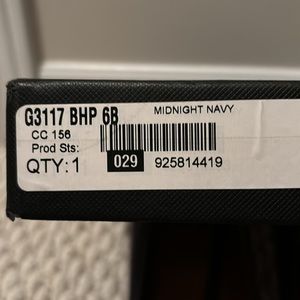 G3117 BHP 6B MIDNIGHT NAVY
CC 156
Prod Sts:
QTY: 1 029 925814419